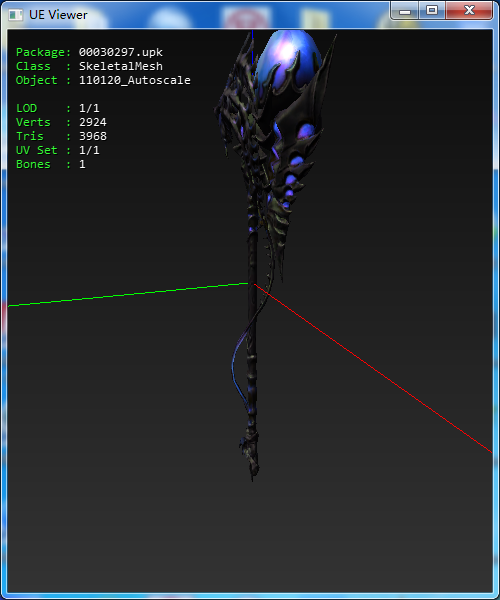 UE Viewer
Package: 00030297.upk
Class : SkeletalMesh
Object : 110120_Autoscale
LOD : 1/1
Verts : 2924
Tris : 3968
UV Set : 1/1
Bones : 1